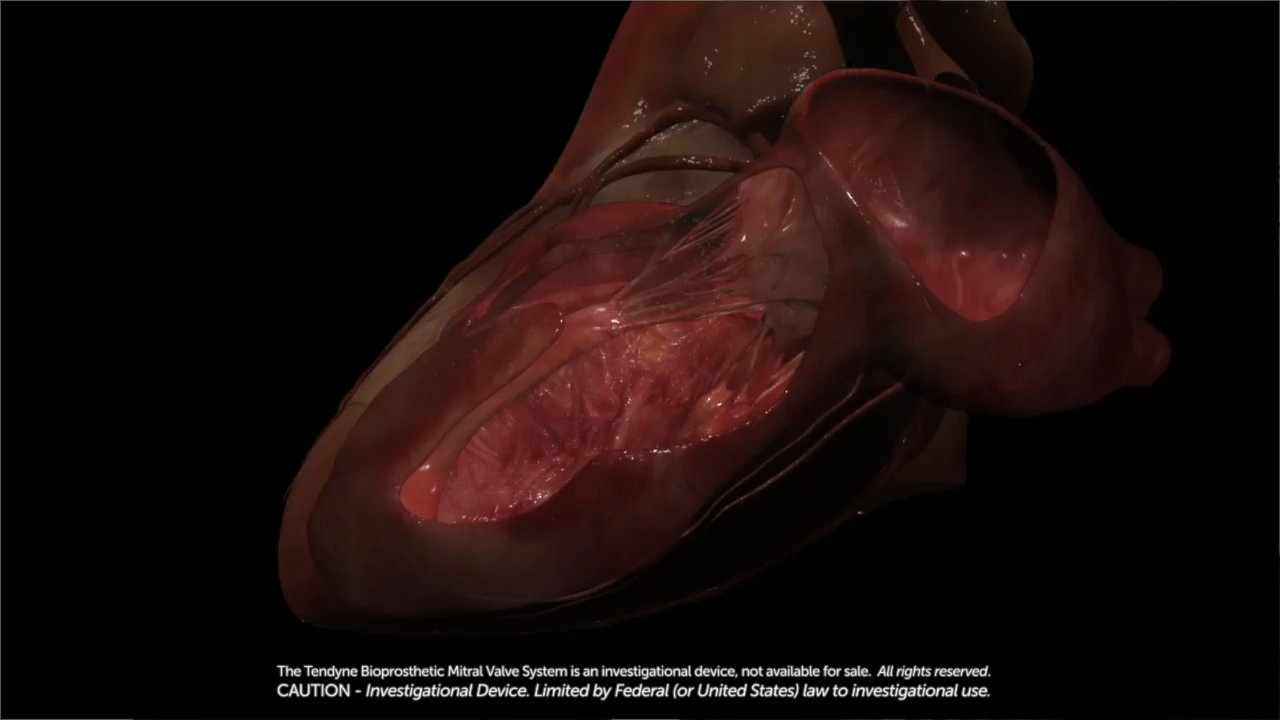 The Tendyne Bioprosthetic Mitral Valve System is an investigational device, not available for sale. All rights reserved.
CAUTION - Investigational Device. Limited by Federal (or United States) law to investigational use.